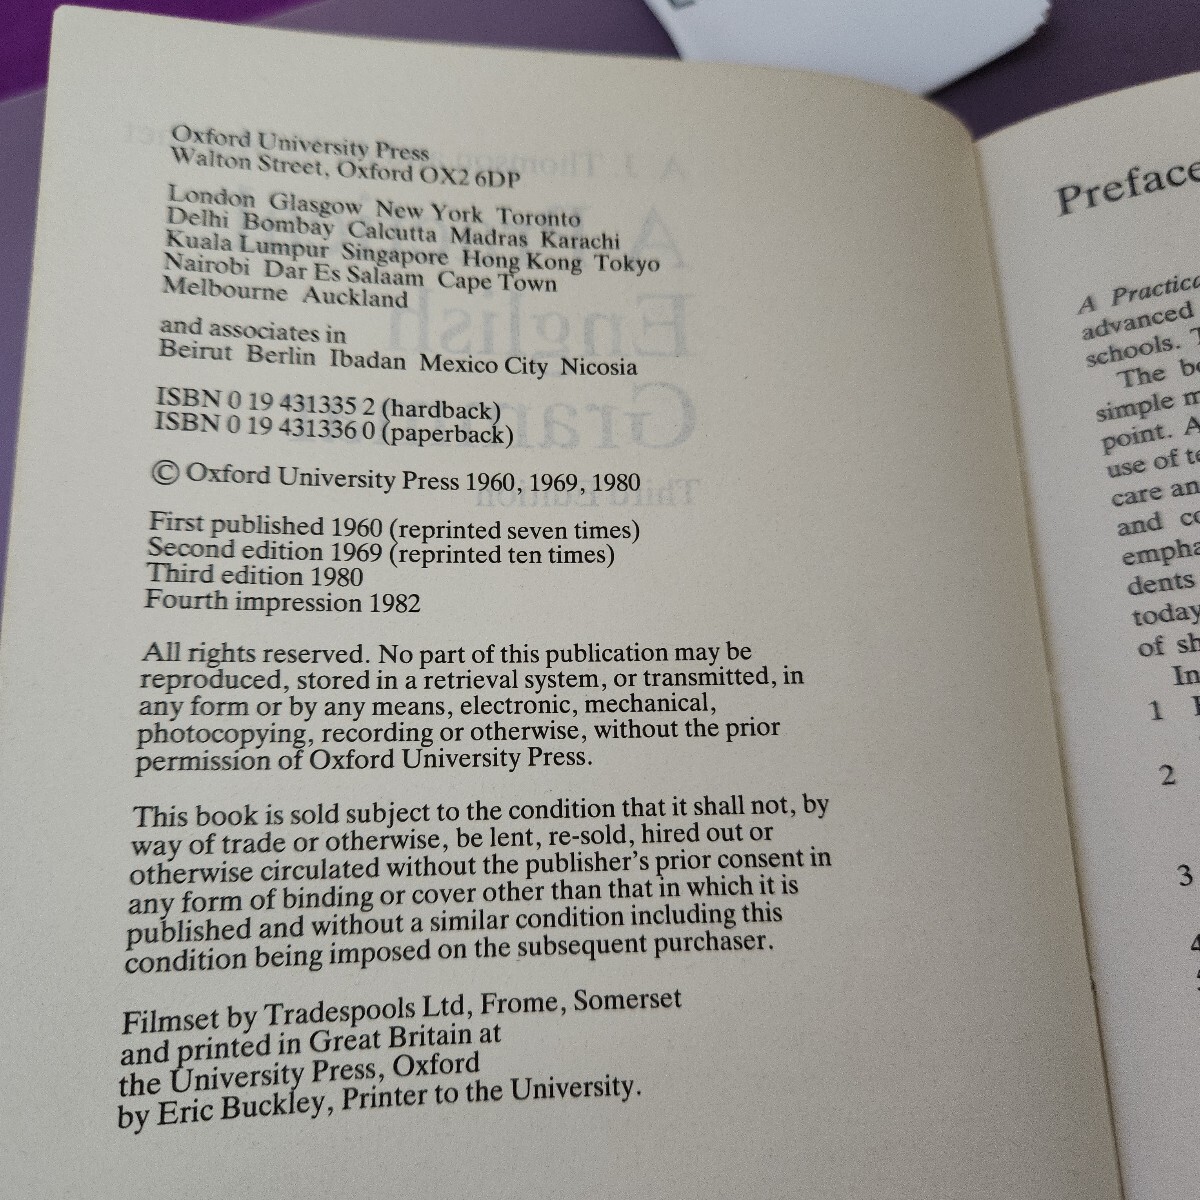 Oxford University Press
Walton Street, Oxford OX2 6DP
London Glasgow New York Toronto
Delhi Bombay Calcutta Madras Karachi
Kuala Lumpur Singapore Hong Kong Tokyo
Nairobi Dar Es Salaam Cape Town
Melbourne Auckland
and associates in
Beirut Berlin Ibadan Mexico City Nicosia
ISBN 0 19 431335 2 (hardback)
ISBN 0 19 431336 0 (paperback)
© Oxford University Press 1960, 1969, 1980
First published 1960 (reprinted seven times)
Second edition 1969 (reprinted ten times)
Third edition 1980
Fourth impression 1982
All rights reserved. No part of this publication may be
reproduced, stored in a retrieval system, or transmitted, in
any form or by any means, electronic, mechanical,
photocopying, recording or otherwise, without the prior
permission of Oxford University Press.
This book is sold subject to the condition that it shall not, by
way of trade or otherwise, be lent, re-sold, hired out or
otherwise circulated without the publisher's prior consent in
any form of binding or cover other than that in which it is
published and without a similar condition including this
condition being imposed on the subsequent purchaser.
Filmset by Tradespools Ltd, Frome, Somerset
and printed in Great Britain at
the University Press, Oxford
by Eric Buckley, Printer to the University.
Preface
A Practica
advanced
schools. T
The be
simple m
point. A
use of te
care an
and co
empha
dents
today
of sh
In
1
2
3
4
5